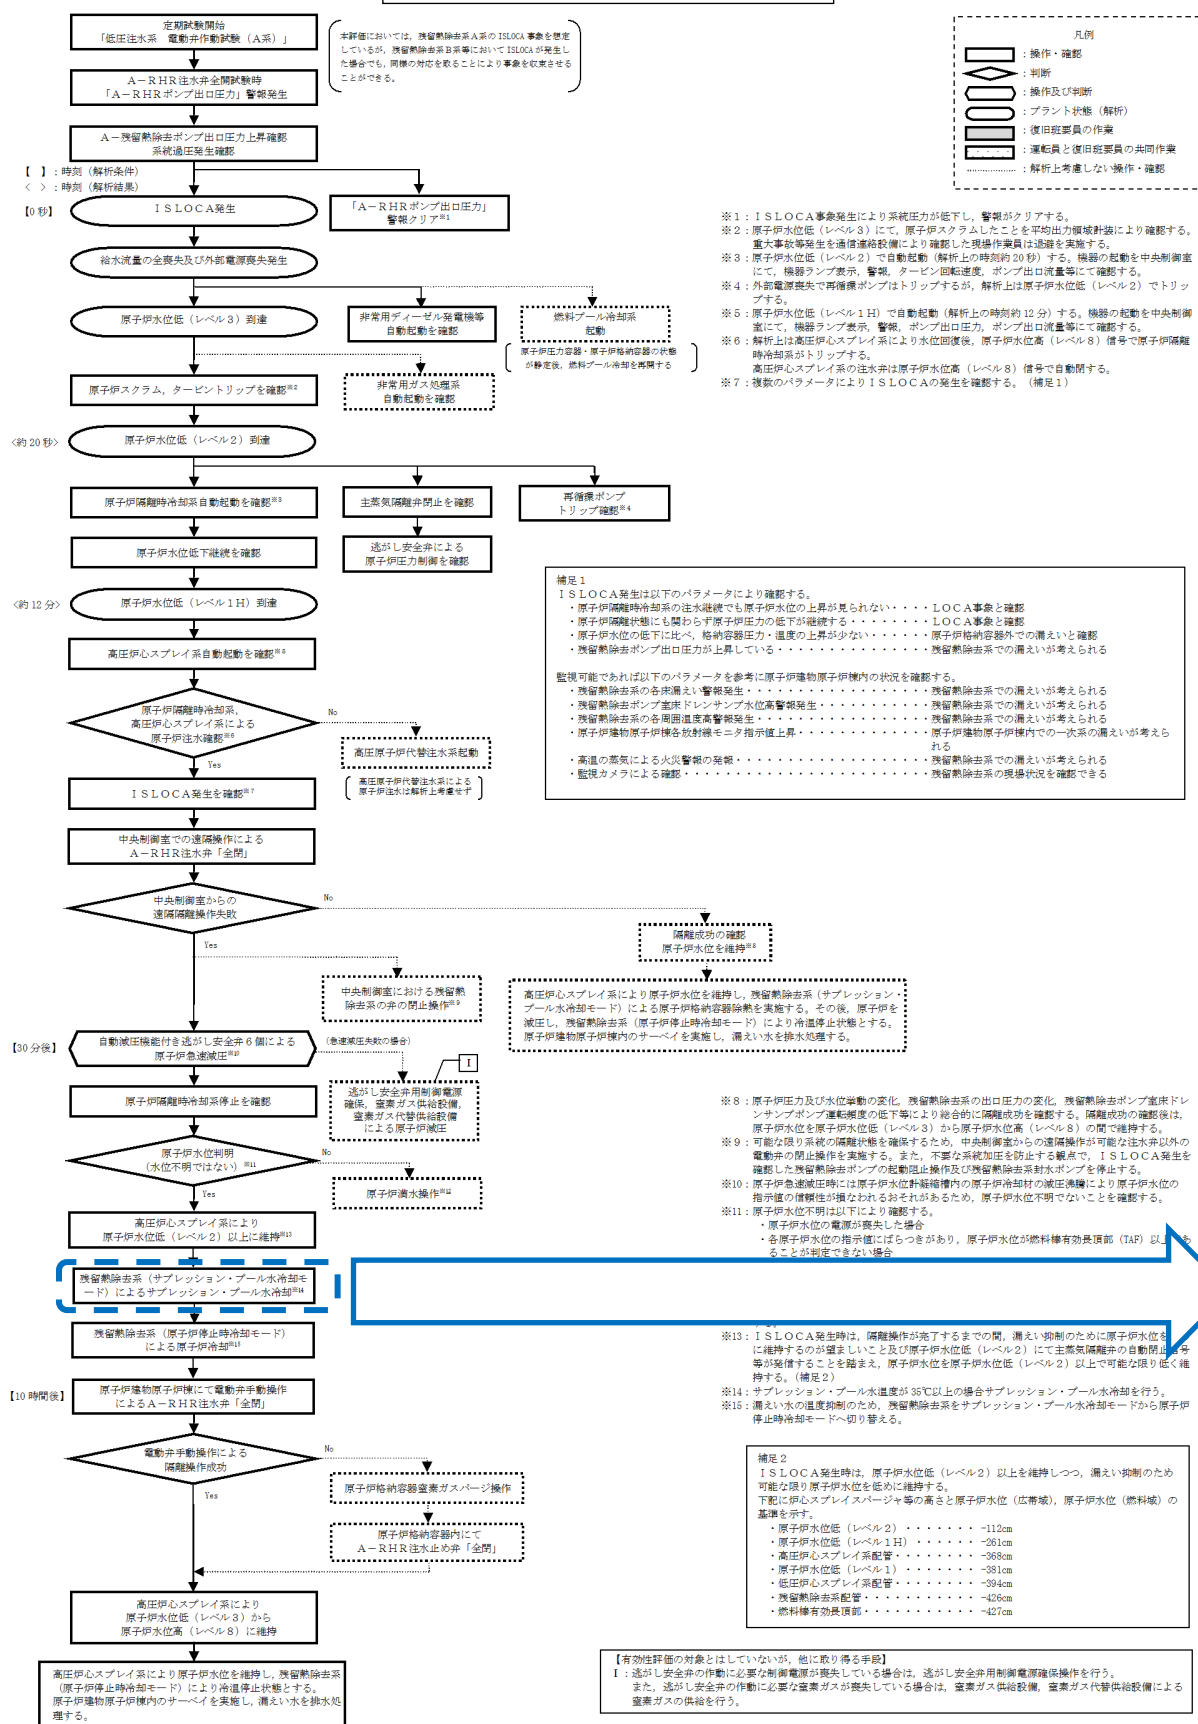 定期試験開始
「低圧注水系　電動弁作動試験（A系）」
本評価においては，残留熱除去系A系の ISLOCA 事象を想定
しているが，残留熱除去系B系等において ISLOCA が発生し
た場合でも，同様の対応を取ることにより事象を収束させる
ことができる。
A－RHR注水弁全開試験時
「A－RHRポンプ出口圧力」警報発生
A－残留熱除去ポンプ出口圧力上昇確認
系統過圧発生確認
凡例
：操作・確認
：判断
：操作及び判断
：プラント状態（解析）
：復旧班要員の作業
：運転員と復旧班要員の共同作業
：解析上考慮しない操作・確認
【　】：時刻（解析条件）
＜　＞：時刻（解析結果）
【0 秒】
ＩＳＬＯＣＡ発生
「A－RHRポンプ出口圧力」
警報クリア※1
給水流量の全喪失及び外部電源喪失発生
原子炉水位低（レベル３）到達
非常用ディーゼル発電機等
自動起動を確認
燃料プール冷却系
起動
原子炉圧力容器・原子炉格納容器の状態
が静定後，燃料プール冷却を再開する
原子炉スクラム，タービントリップを確認※2
非常用ガス処理系
自動起動を確認
<約 20 秒>
原子炉水位低（レベル２）到達
原子炉隔離時冷却系自動起動を確認※3
主蒸気隔離弁閉止を確認
再循環ポンプ
トリップ確認※4
原子炉水位低下継続を確認
逃がし安全弁による
原子炉圧力制御を確認
<約 12 分>
原子炉水位低（レベル１Ｈ）到達
高圧炉心スプレイ系自動起動を確認※5
原子炉隔離時冷却系，
高圧炉心スプレイ系による
原子炉注水確認※6
No
Yes
高圧原子炉代替注水系起動
高圧原子炉代替注水系による
原子炉注水は解析上考慮せず
ＩＳＬＯＣＡ発生を確認※7
中央制御室での遠隔操作による
A－RHR注水弁「全閉」
中央制御室からの
遠隔隔離操作失敗
No
Yes
隔離成功の確認
原子炉水位を維持※8
中央制御室における残留熱
除去系の弁の閉止操作※9
高圧炉心スプレイ系により原子炉水位を維持し，残留熱除去系（サプレッション・
プール水冷却モード）による原子炉格納容器除熱を実施する。その後，原子炉を
減圧し，残留熱除去系（原子炉停止時冷却モード）により冷温停止状態とする。
原子炉建物原子炉棟内のサーベイを実施し，漏えい水を排水処理する。
【30 分後】
自動減圧機能付き逃がし安全弁６個による
原子炉急速減圧※10
（急速減圧失敗の場合）
I
原子炉隔離時冷却系停止を確認
逃がし安全弁用制御電源
確保，窒素ガス供給設備，
窒素ガス代替供給設備
による原子炉減圧
原子炉水位判明
（水位不明ではない）※11
No
Yes
原子炉満水操作※12
高圧炉心スプレイ系により
原子炉水位低（レベル２）以上に維持※13
残留熱除去系（サプレッション・プール水冷却モ
ード）によるサプレッション・プール水冷却※14
残留熱除去系（原子炉停止時冷却モード）
による原子炉冷却※15
【10 時間後】
原子炉建物原子炉棟にて電動弁手動操作
によるA－RHR注水弁「全閉」
電動弁手動操作による
隔離操作成功
No
Yes
原子炉格納容器窒素ガスパージ操作
原子炉格納容器内にて
A－RHR注水止め弁「全閉」
高圧炉心スプレイ系により
原子炉水位低（レベル３）から
原子炉水位高（レベル８）に維持
高圧炉心スプレイ系により原子炉水位を維持し，残留熱除去系
（原子炉停止時冷却モード）により冷温停止状態とする。
原子炉建物原子炉棟内のサーベイを実施し，漏えい水を排水処
理する。
※1：ＩＳＬＯＣＡ事象発生により系統圧力が低下し，警報がクリアする。
※2：原子炉水位低（レベル３）にて，原子炉スクラムしたことを平均出力領域計装により確認する。
重大事故等発生を通信連絡設備により確認した現場作業員は退避を実施する。
※3：原子炉水位低（レベル２）で自動起動（解析上の時刻約 20 秒）する。機器の起動を中央制御室
にて，機器ランプ表示，警報，タービン回転速度，ポンプ出口流量等にて確認する。
※4：外部電源喪失で再循環ポンプはトリップするが，解析上は原子炉水位低（レベル２）でトリッ
プする。
※5：原子炉水位低（レベル１Ｈ）で自動起動（解析上の時刻約 12 分）する。機器の起動を中央制御
室にて，機器ランプ表示，警報，ポンプ出口圧力，ポンプ出口流量等にて確認する。
※6：解析上は高圧炉心スプレイ系により水位回復後，原子炉水位高（レベル８）信号で原子炉隔離
時冷却系がトリップする。
高圧炉心スプレイ系の注水弁は原子炉水位高（レベル８）信号で自動閉する。
※7：複数のパラメータによりＩＳＬＯＣＡの発生を確認する。（補足１）
補足１
ＩＳＬＯＣＡ発生は以下のパラメータにより確認する。
・原子炉隔離時冷却系の注水継続でも原子炉水位の上昇が見られない・・・・ＬＯＣＡ事象と確認
・原子炉隔離状態にも関わらず原子炉圧力の低下が継続する・・・・・・・・ＬＯＣＡ事象と確認
・原子炉水位の低下に比べ，格納容器圧力・温度の上昇が少ない・・・・・・原子炉格納容器外での漏えいと確認
・残留熱除去ポンプ出口圧力が上昇している・・・・・・・・・・・・・・・残留熱除去系での漏えいが考えられる
監視可能であれば以下のパラメータを参考に原子炉建物原子炉棟内の状況を確認する。
・残留熱除去系の各床漏えい警報発生・・・・・・・・・・・・・・・・・・残留熱除去系での漏えいが考えられる
・残留熱除去ポンプ室床ドレンサンプ水位高警報発生・・・・・・・・・・・残留熱除去系での漏えいが考えられる
・残留熱除去系の各周囲温度高警報発生・・・・・・・・・・・・・・・・・残留熱除去系での漏えいが考えられる
・原子炉建物原子炉棟各放射線モニタ指示値上昇・・・・・・・・・・・・・原子炉建物原子炉棟内での一次系の漏えいが考えら
れる
・高温の蒸気による火災警報の発報・・・・・・・・・・・・・・・・・・・残留熱除去系での漏えいが考えられる
・監視カメラによる確認・・・・・・・・・・・・・・・・・・・・・・・・残留熱除去系の現場状況を確認できる
※8：原子炉圧力及び水位挙動の変化，残留熱除去系の出口圧力の変化，残留熱除去ポンプ室床ドレ
ンサンプポンプ運転頻度の低下等により総合的に隔離成功を確認する。隔離成功の確認後は，
原子炉水位を原子炉水位低（レベル３）から原子炉水位高（レベル８）の間で維持する。
※9：可能な限り系統の隔離状態を確保するため，中央制御室からの遠隔操作が可能な注水弁以外の
電動弁の閉止操作を実施する。また，不要な系統加圧を防止する観点で，ＩＳＬＯＣＡ発生を
確認した残留熱除去ポンプの起動阻止操作及び残留熱除去系封水ポンプを停止する。
※10：原子炉急速減圧時には原子炉水位計凝縮槽内の原子炉冷却材の減圧沸騰により原子炉水位の
指示値の信頼性が損なわれるおそれがあるため，原子炉水位不明でないことを確認する。
※11：原子炉水位不明は以下により確認する。
・原子炉水位の電源が喪失した場合
・各原子炉水位の指示値にばらつきがあり，原子炉水位が燃料棒有効長頂部（TAF）以上であ
ることが判定できない場合
※13：ＩＳＬＯＣＡ発生時は，隔離操作が完了するまでの間，漏えい抑制のために原子炉水位を
に維持するのが望ましいこと及び原子炉水位低（レベル２）にて主蒸気隔離弁の自動閉止信号
等が発信することを踏まえ，原子炉水位を原子炉水位低（レベル２）以上で可能な限り低く維
持する。（補足２）
※14：サプレッション・プール水温度が 35℃以上の場合サプレッション・プール水冷却を行う。
※15：漏えい水の温度抑制のため，残留熱除去系をサプレッション・プール水冷却モードから原子炉
停止時冷却モードへ切り替える。
補足２
ＩＳＬＯＣＡ発生時は，原子炉水位低（レベル２）以上を維持しつつ，漏えい抑制のため
可能な限り原子炉水位を低めに維持する。
下記に炉心スプレイスパージャ等の高さと原子炉水位（広帯域），原子炉水位（燃料域）の
基準を示す。
・原子炉水位低（レベル２）・・・・・・・ -112cm
・原子炉水位低（レベル１Ｈ）・・・・・・ -261cm
・高圧炉心スプレイ系配管・・・・・・・・ -368cm
・原子炉水位低（レベル１）・・・・・・・ -381cm
・低圧炉心スプレイ系配管・・・・・・・・ -394cm
・残留熱除去系配管・・・・・・・・・・・ -426cm
・燃料棒有効長頂部・・・・・・・・・・・ -427cm
【有効性評価の対象とはしていないが，他に取り得る手段】
Ⅰ：逃がし安全弁の作動に必要な制御電源が喪失している場合は，逃がし安全弁用制御電源確保操作を行う。
また，逃がし安全弁の作動に必要な窒素ガスが喪失している場合は，窒素ガス供給設備，窒素ガス代替供給設備による
窒素ガスの供給を行う。